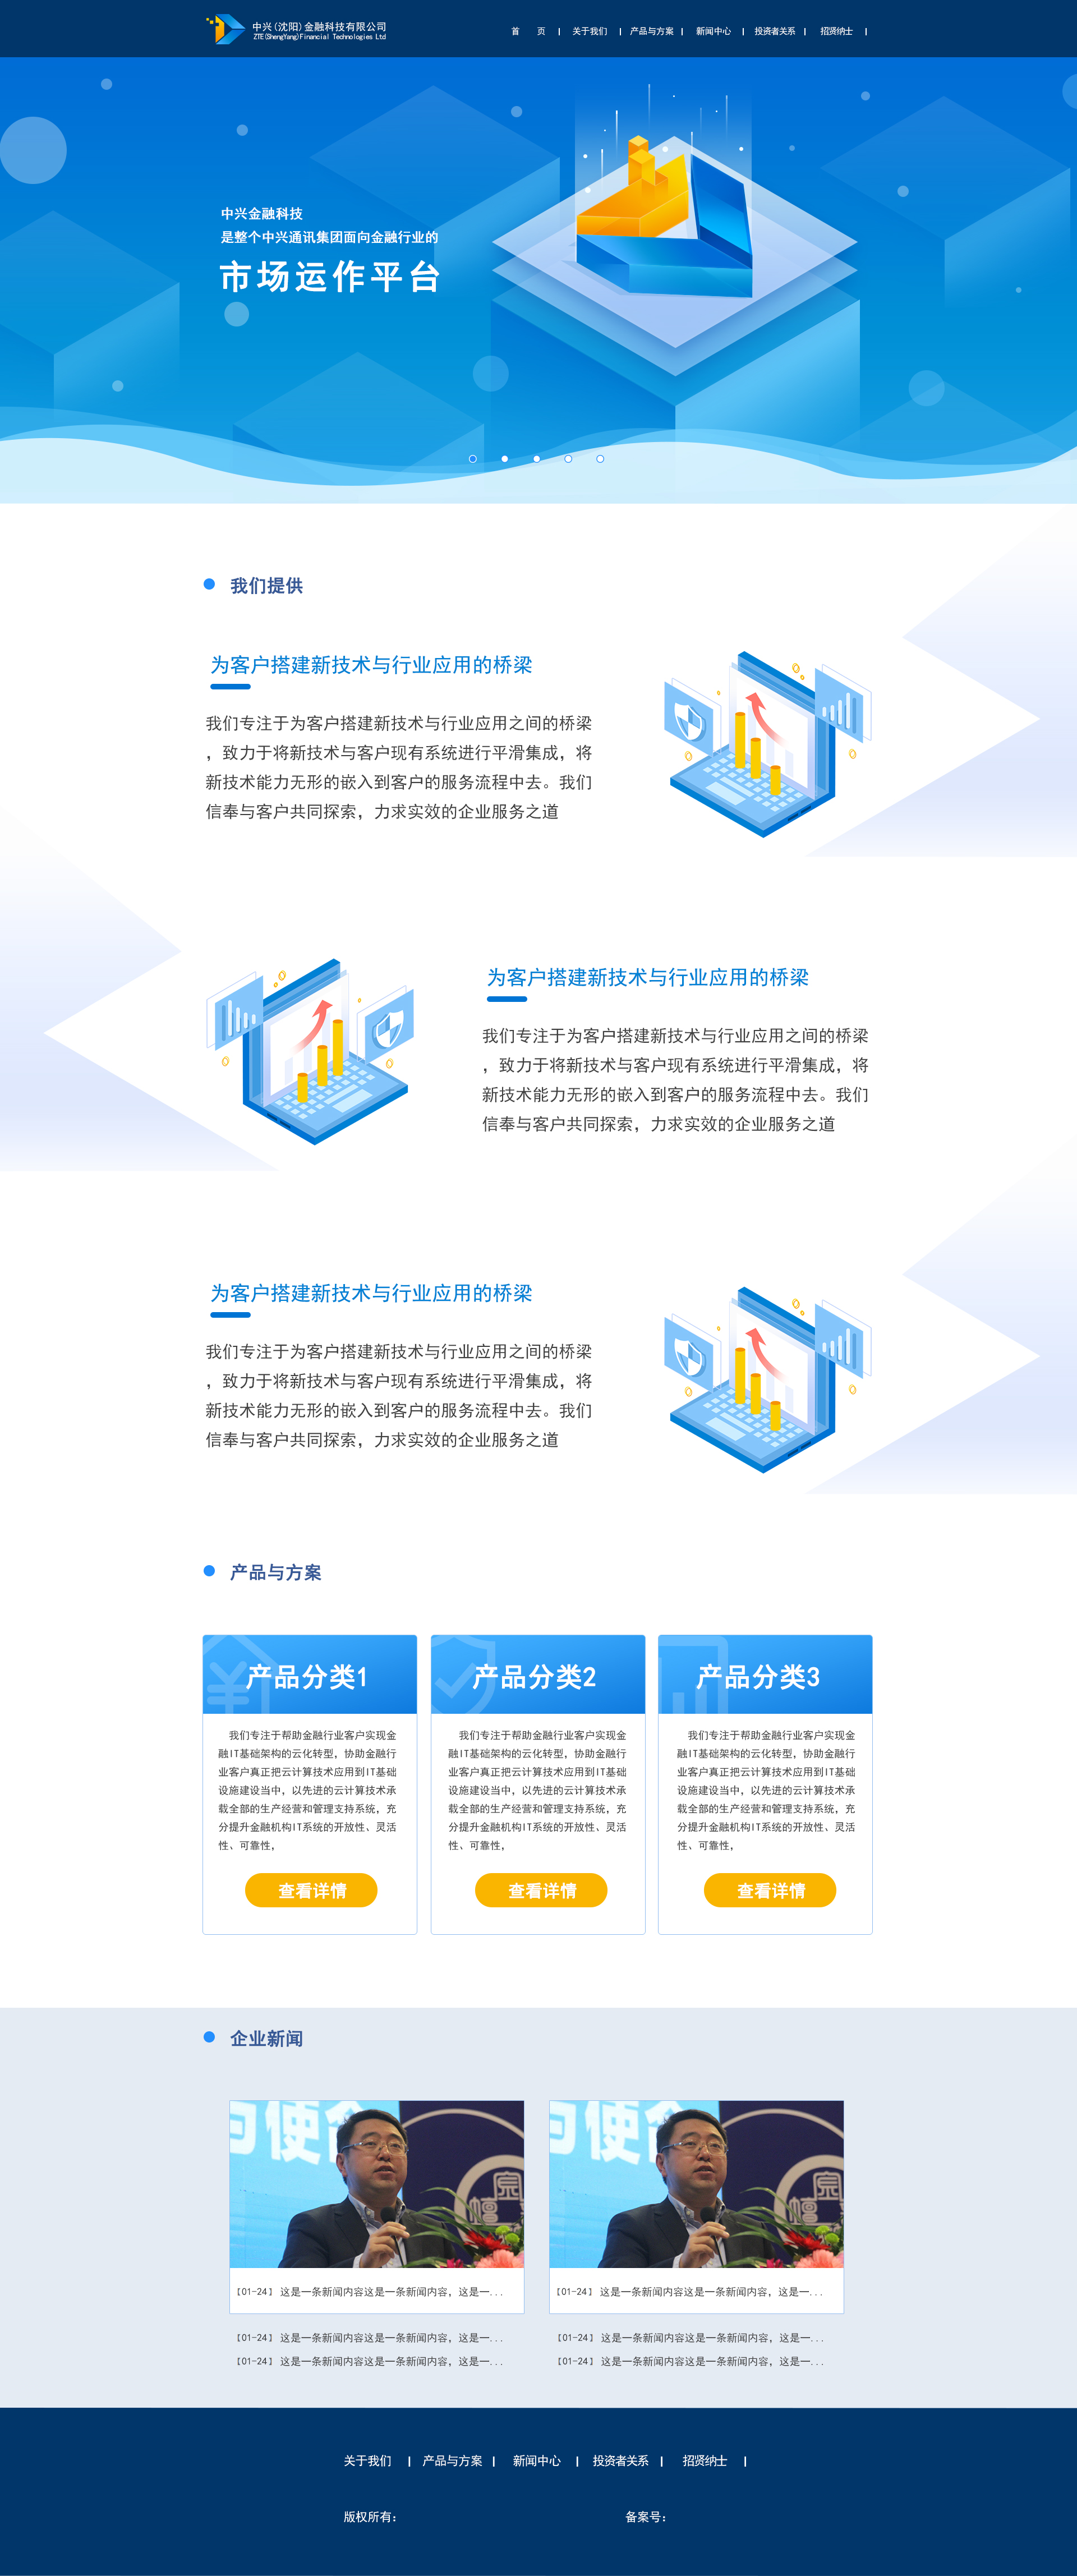 中兴(沈阳)金融科技有限公司
ZTE(ShengYang)Financial Technologies Ltd
首 页 | 关于我们 | 产品与方案 | 新闻中心 | 投资者关系 | 招贤纳士 |
中兴金融科技
是整个中兴通讯集团面向金融行业的
市场运作平台
我们提供
为客户搭建新技术与行业应用的桥梁
我们专注于为客户搭建新技术与行业应用之间的桥梁
，致力于将新技术与客户现有系统进行平滑集成，将
新技术能力无形的嵌入到客户的服务流程中去。我们
信奉与客户共同探索，力求实效的企业服务之道
为客户搭建新技术与行业应用的桥梁
我们专注于为客户搭建新技术与行业应用之间的桥梁
，致力于将新技术与客户现有系统进行平滑集成，将
新技术能力无形的嵌入到客户的服务流程中去。我们
信奉与客户共同探索，力求实效的企业服务之道
为客户搭建新技术与行业应用的桥梁
我们专注于为客户搭建新技术与行业应用之间的桥梁
，致力于将新技术与客户现有系统进行平滑集成，将
新技术能力无形的嵌入到客户的服务流程中去。我们
信奉与客户共同探索，力求实效的企业服务之道
产品与方案
产品分类1
我们专注于帮助金融行业客户实现金
融IT基础架构的云化转型，协助金融行
业客户真正把云计算技术应用到IT基础
设施建设当中，以先进的云计算技术承
载全部的生产经营和管理支持系统，充
分提升金融机构IT系统的开放性、灵活
性、可靠性，
查看详情
产品分类2
我们专注于帮助金融行业客户实现金
融IT基础架构的云化转型，协助金融行
业客户真正把云计算技术应用到IT基础
设施建设当中，以先进的云计算技术承
载全部的生产经营和管理支持系统，充
分提升金融机构IT系统的开放性、灵活
性、可靠性，
查看详情
产品分类3
我们专注于帮助金融行业客户实现金
融IT基础架构的云化转型，协助金融行
业客户真正把云计算技术应用到IT基础
设施建设当中，以先进的云计算技术承
载全部的生产经营和管理支持系统，充
分提升金融机构IT系统的开放性、灵活
性、可靠性，
查看详情
企业新闻
与使命
【01-24】 这是一条新闻内容这是一条新闻内容，这是一...
【01-24】 这是一条新闻内容这是一条新闻内容，这是一...
【01-24】 这是一条新闻内容这是一条新闻内容，这是一...
与使命
【01-24】 这是一条新闻内容这是一条新闻内容，这是一...
【01-24】 这是一条新闻内容这是一条新闻内容，这是一...
【01-24】 这是一条新闻内容这是一条新闻内容，这是一...
关于我们 | 产品与方案 | 新闻中心 | 投资者关系 | 招贤纳士 |
版权所有： 备案号：